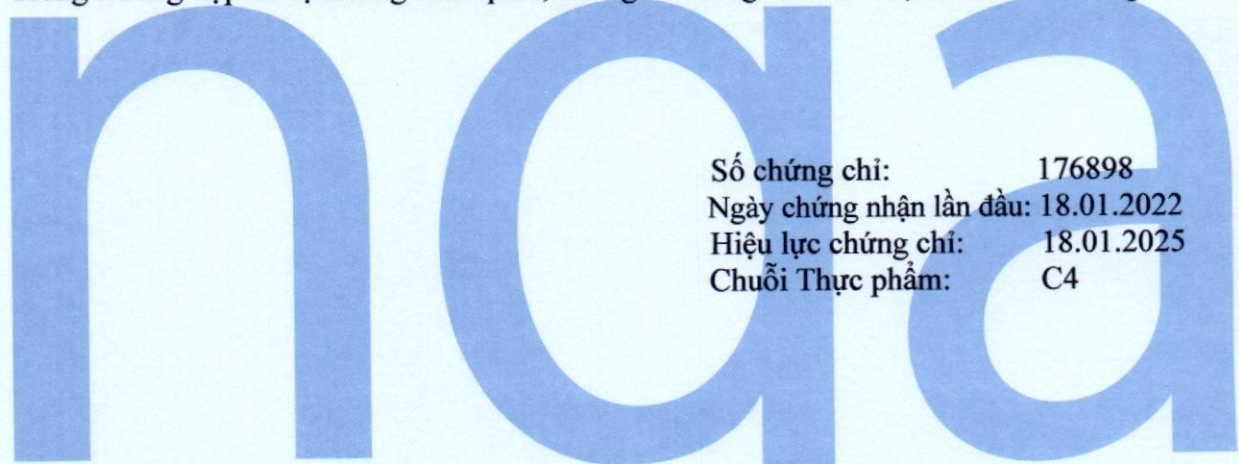 nqa
Số chứng chỉ: 176898
Ngày chứng nhận lần đầu: 18.01.2022
Hiệu lực chứng chỉ: 18.01.2025
Chuỗi Thực phẩm: C4